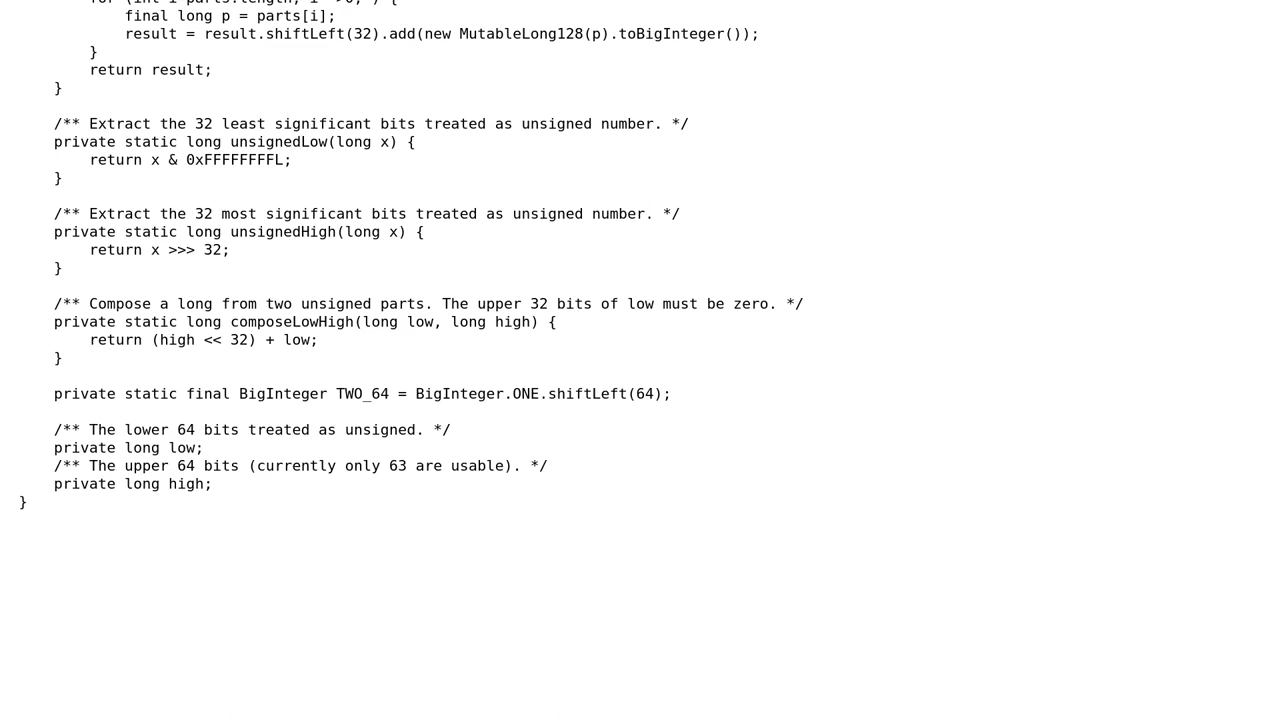 for (int i=parts.length; i-->0; ) {
final long p = parts[i];
result = result.shiftLeft(32).add(new MutableLong128(p).toBigInteger());
}
return result;
}
/** Extract the 32 least significant bits treated as unsigned number. */
private static long unsignedLow(long x) {
return x & 0xFFFFFFFFL;
}
/** Extract the 32 most significant bits treated as unsigned number. */
private static long unsignedHigh(long x) {
return x >>> 32;
}
/** Compose a long from two unsigned parts. The upper 32 bits of low must be zero. */
private static long composeLowHigh(long low, long high) {
return (high << 32) + low;
}
private static final BigInteger TWO_64 = BigInteger.ONE.shiftLeft(64);
/** The lower 64 bits treated as unsigned. */
private long low;
/** The upper 64 bits (currently only 63 are usable). */
private long high;
}